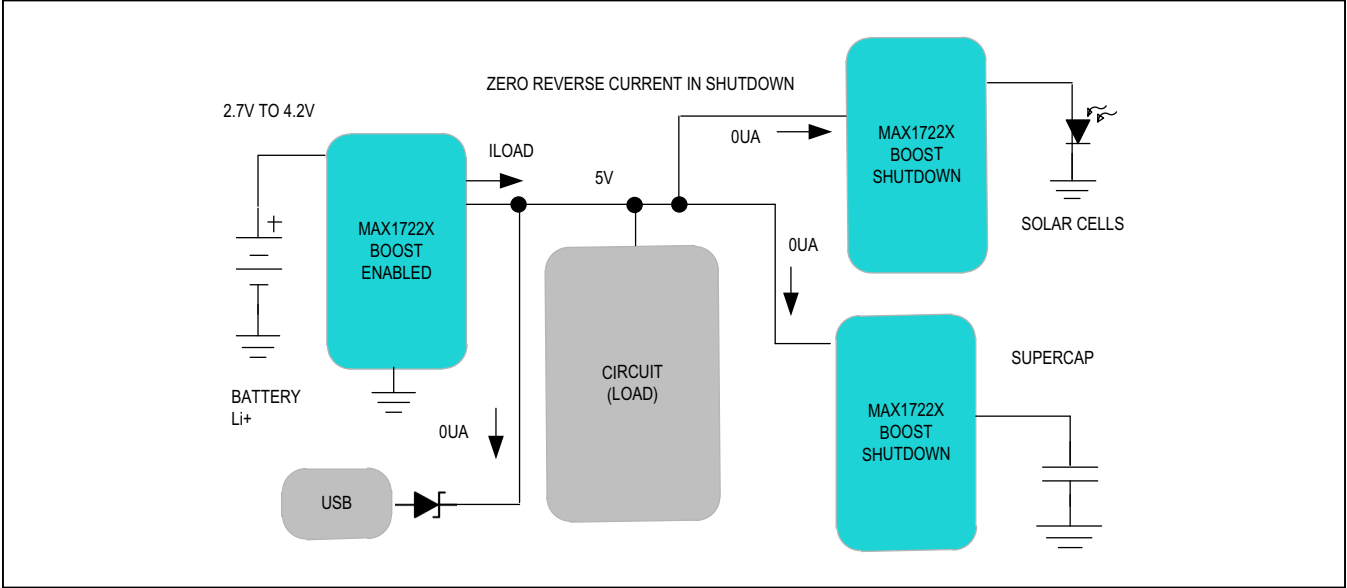 ZERO REVERSE CURRENT IN SHUTDOWN
2.7V TO 4.2V
MAX1722X
BOOST
ENABLED
ILOAD
5V
0UA
MAX1722X
BOOST
SHUTDOWN
SOLAR CELLS
0UA
+
BATTERY
Li+
0UA
CIRCUIT
(LOAD)
SUPERCAP
MAX1722X
BOOST
SHUTDOWN
USB